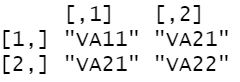 [,1] [,2]
[1,] "VA11" "VA21"
[2,] "VA21" "VA22"